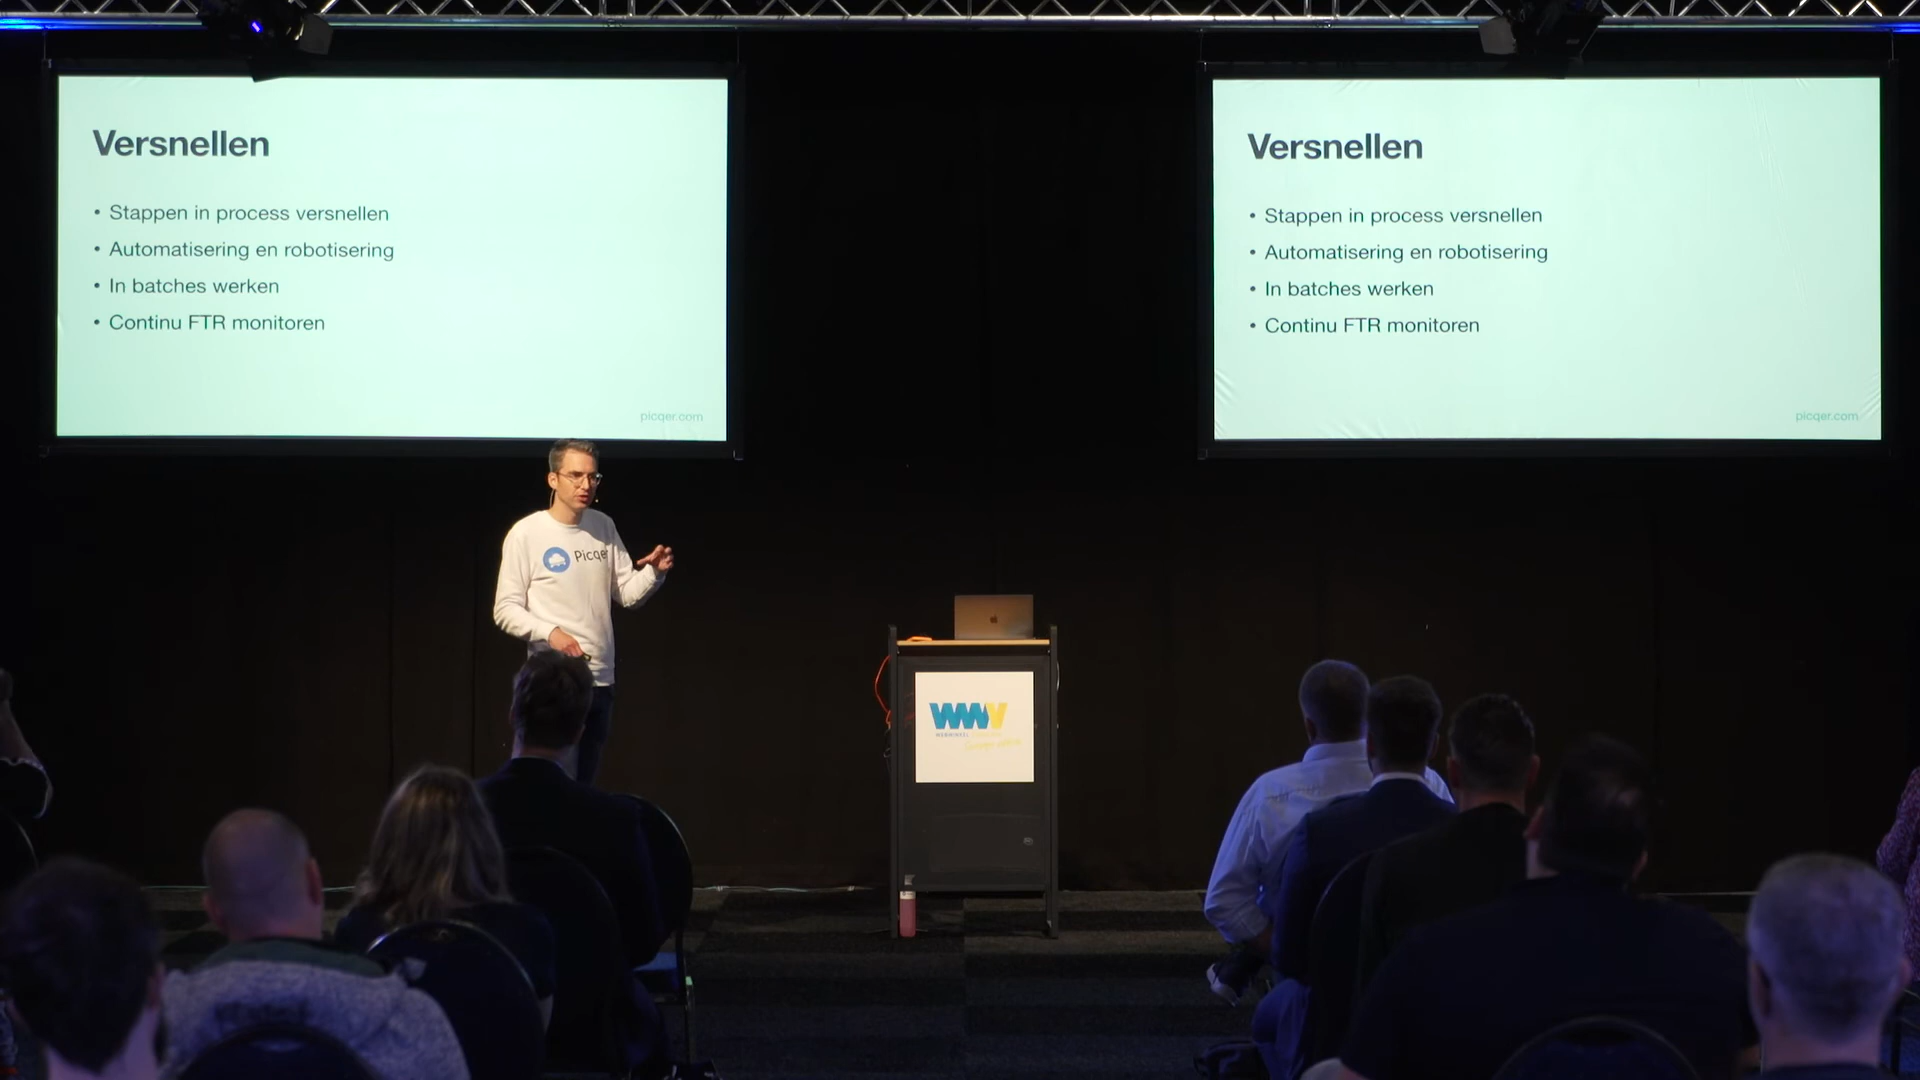 Versnellen
• Stappen in process versnellen
• Automatisering en robotisering
• In batches werken
• Continu FTR monitoren
picqer.com
Versnellen
• Stappen in process versnellen
• Automatisering en robotisering
• In batches werken
• Continu FTR monitoren
picqer.com
Picqer
WWV
WEBWINKEL